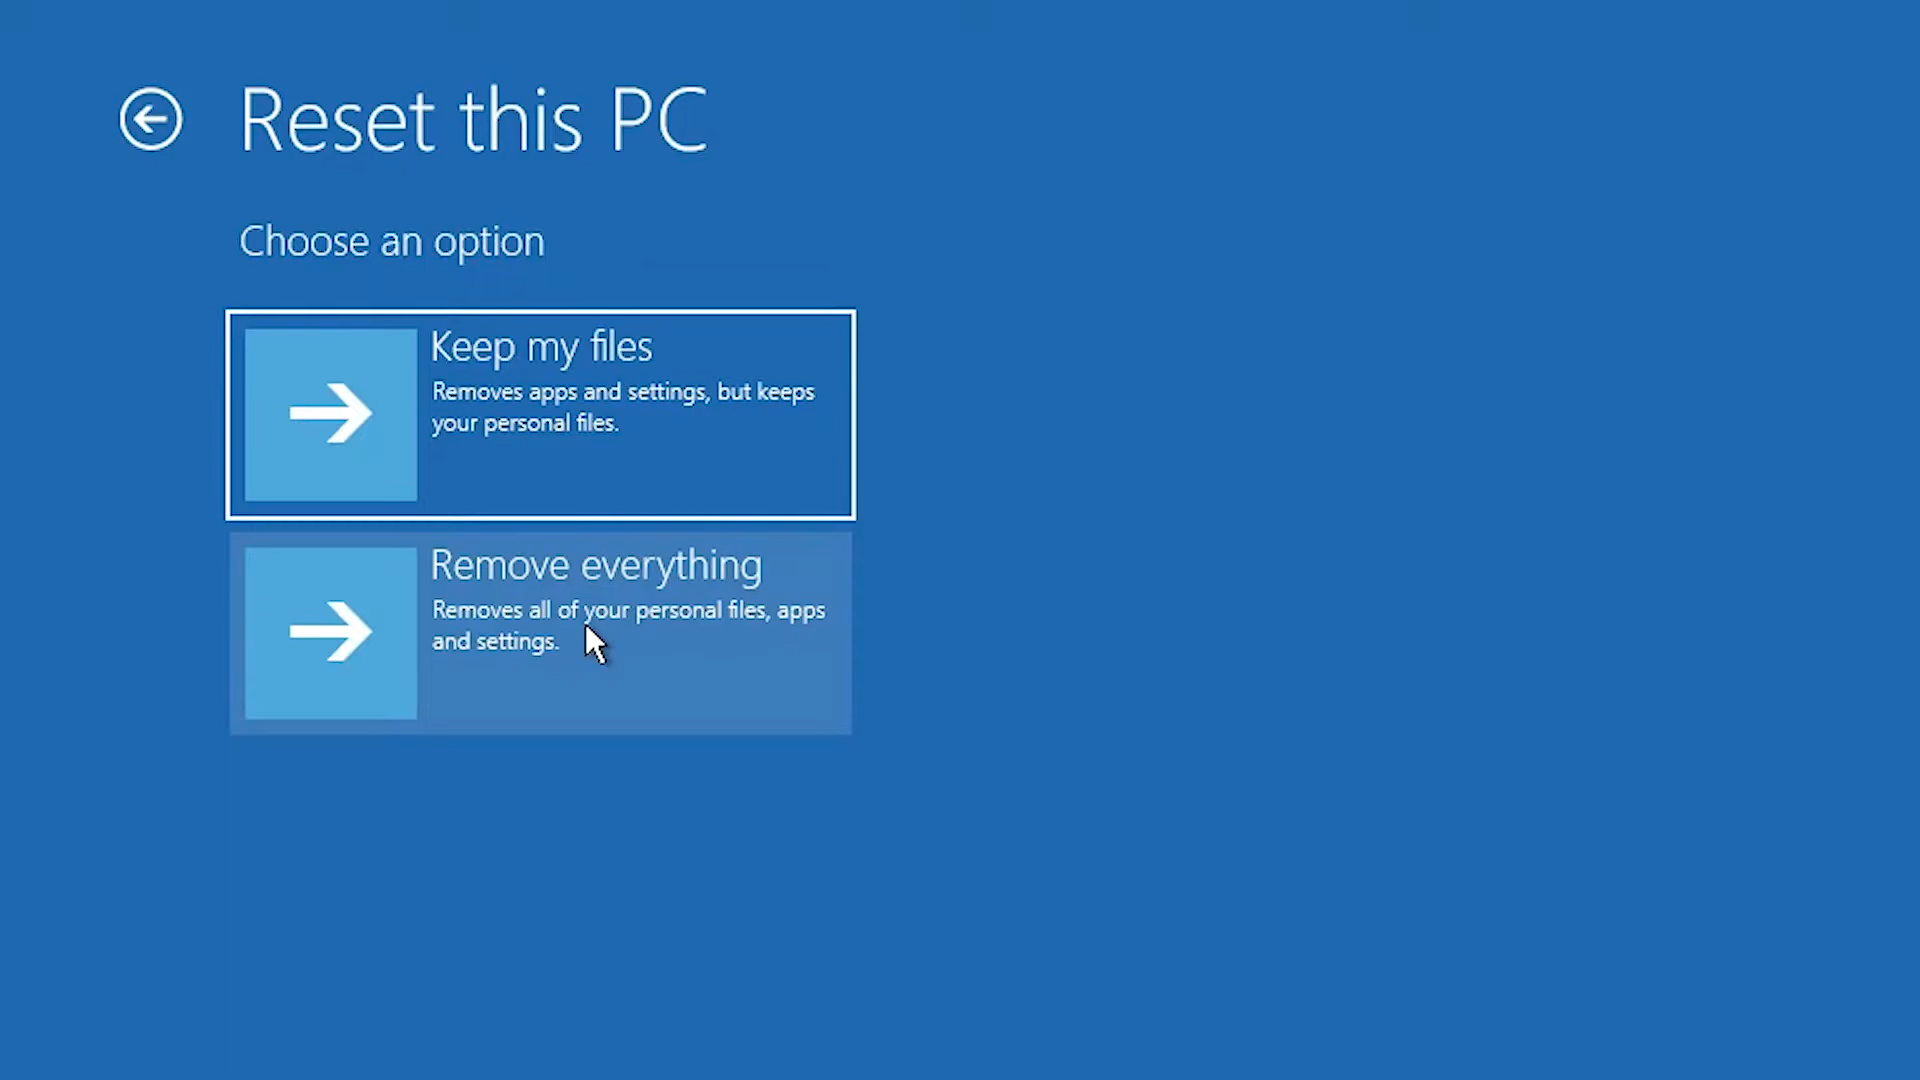 Reset this PC
Choose an option
Keep my files
Removes apps and settings, but keeps
your personal files.
Remove everything
Removes all of your personal files, apps
and settings.